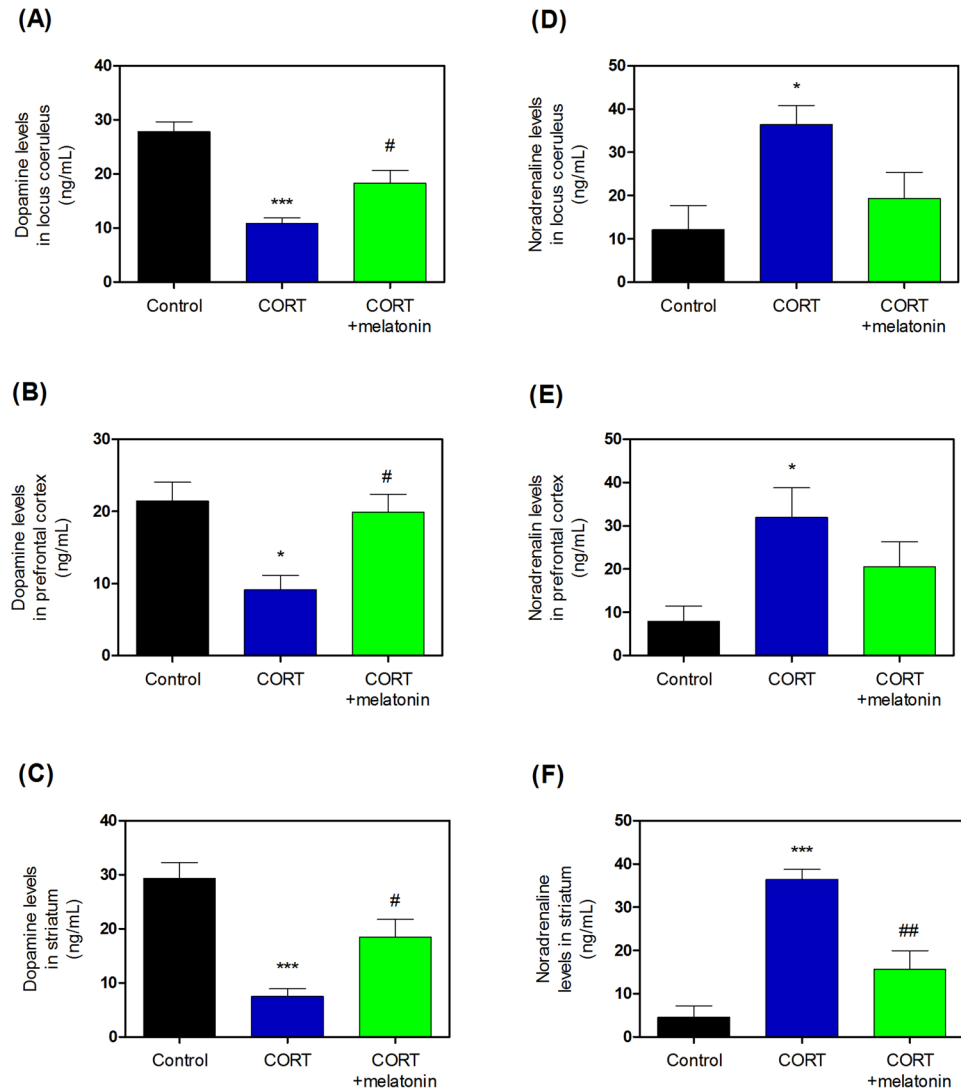 (A)
Dopamine levels
in locus coeruleus
(ng/mL)
40
30
20
10
0
***
#
Control
CORT
CORT
+melatonin
(D)
Noradrenaline levels
in locus coeruleus
(ng/mL)
50
40
30
20
10
0
*
Control
CORT
CORT
+melatonin
(B)
Dopamine levels
in prefrontal cortex
(ng/mL)
30
20
10
0
*
#
Control
CORT
CORT
+melatonin
(E)
Noradrenalin levels
in prefrontal cortex
(ng/mL)
50
40
30
20
10
0
*
Control
CORT
CORT
+melatonin
(C)
Dopamine levels
in striatum
(ng/mL)
40
30
20
10
0
***
#
Control
CORT
CORT
+melatonin
(F)
Noradrenaline
levels in striatum
(ng/mL)
50
40
30
20
10
0
***
##
Control
CORT
CORT
+melatonin